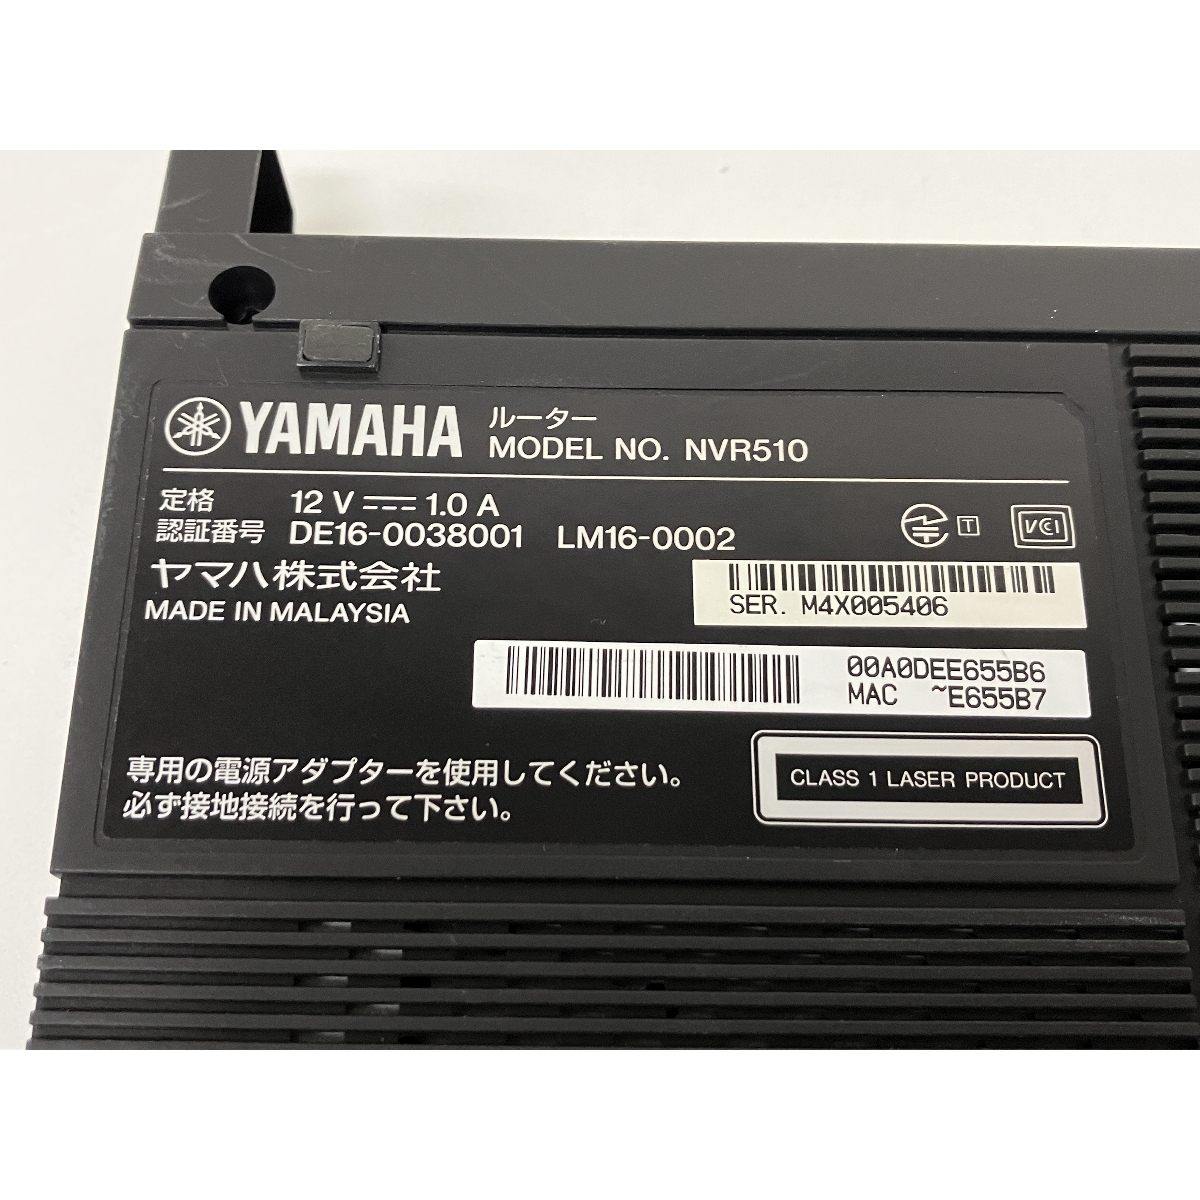 YAMAHA ルーター
MODEL NO. NVR510
定格 12 V 1.0 A
認証番号 DE16-0038001 LM16-0002
T VCI
ヤマハ株式会社
MADE IN MALAYSIA
SER. M4X005406
00A0DEE655B6
MAC ~E655B7
専用の電源アダプターを使用してください。
必ず接地接続を行って下さい。
CLASS 1 LASER PRODUCT